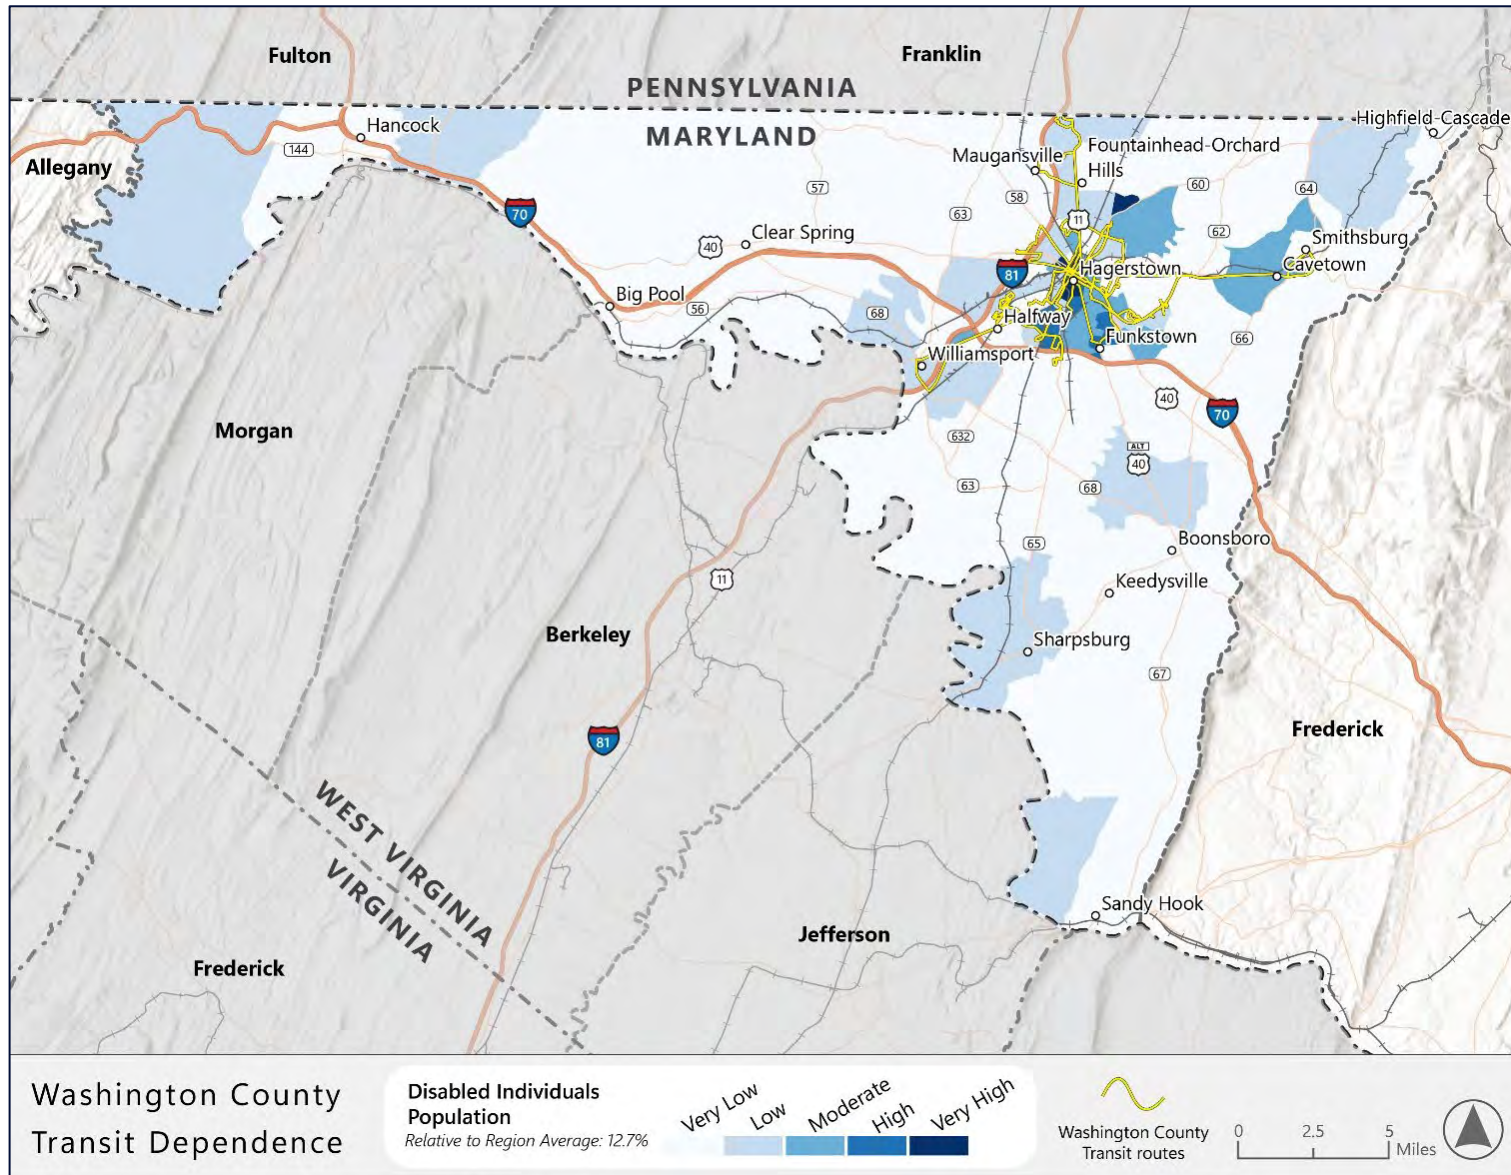 Fulton
Franklin
PENNSYLVANIA
MARYLAND
Highfield-Cascade
Hancock
144
Allegany
Maugansville
Fountainhead-Orchard
Hills
57
58
60
64
63
11
62
70
40
Clear Spring
Smithsburg
Cavetown
81
Hagerstown
Big Pool
56
68
Halfway
Funkstown
66
Williamsport
40
70
Morgan
632
ALT
40
63
68
65
Boonsboro
11
Keedysville
Berkeley
Sharpsburg
67
81
Frederick
WEST VIRGINIA
VIRGINIA
Sandy Hook
Jefferson
Frederick
Washington County
Transit Dependence
Disabled Individuals
Population
Relative to Region Average: 12.7%
Very Low
Low
Moderate
High
Very High
Washington County
Transit routes
0 2.5 5
Miles